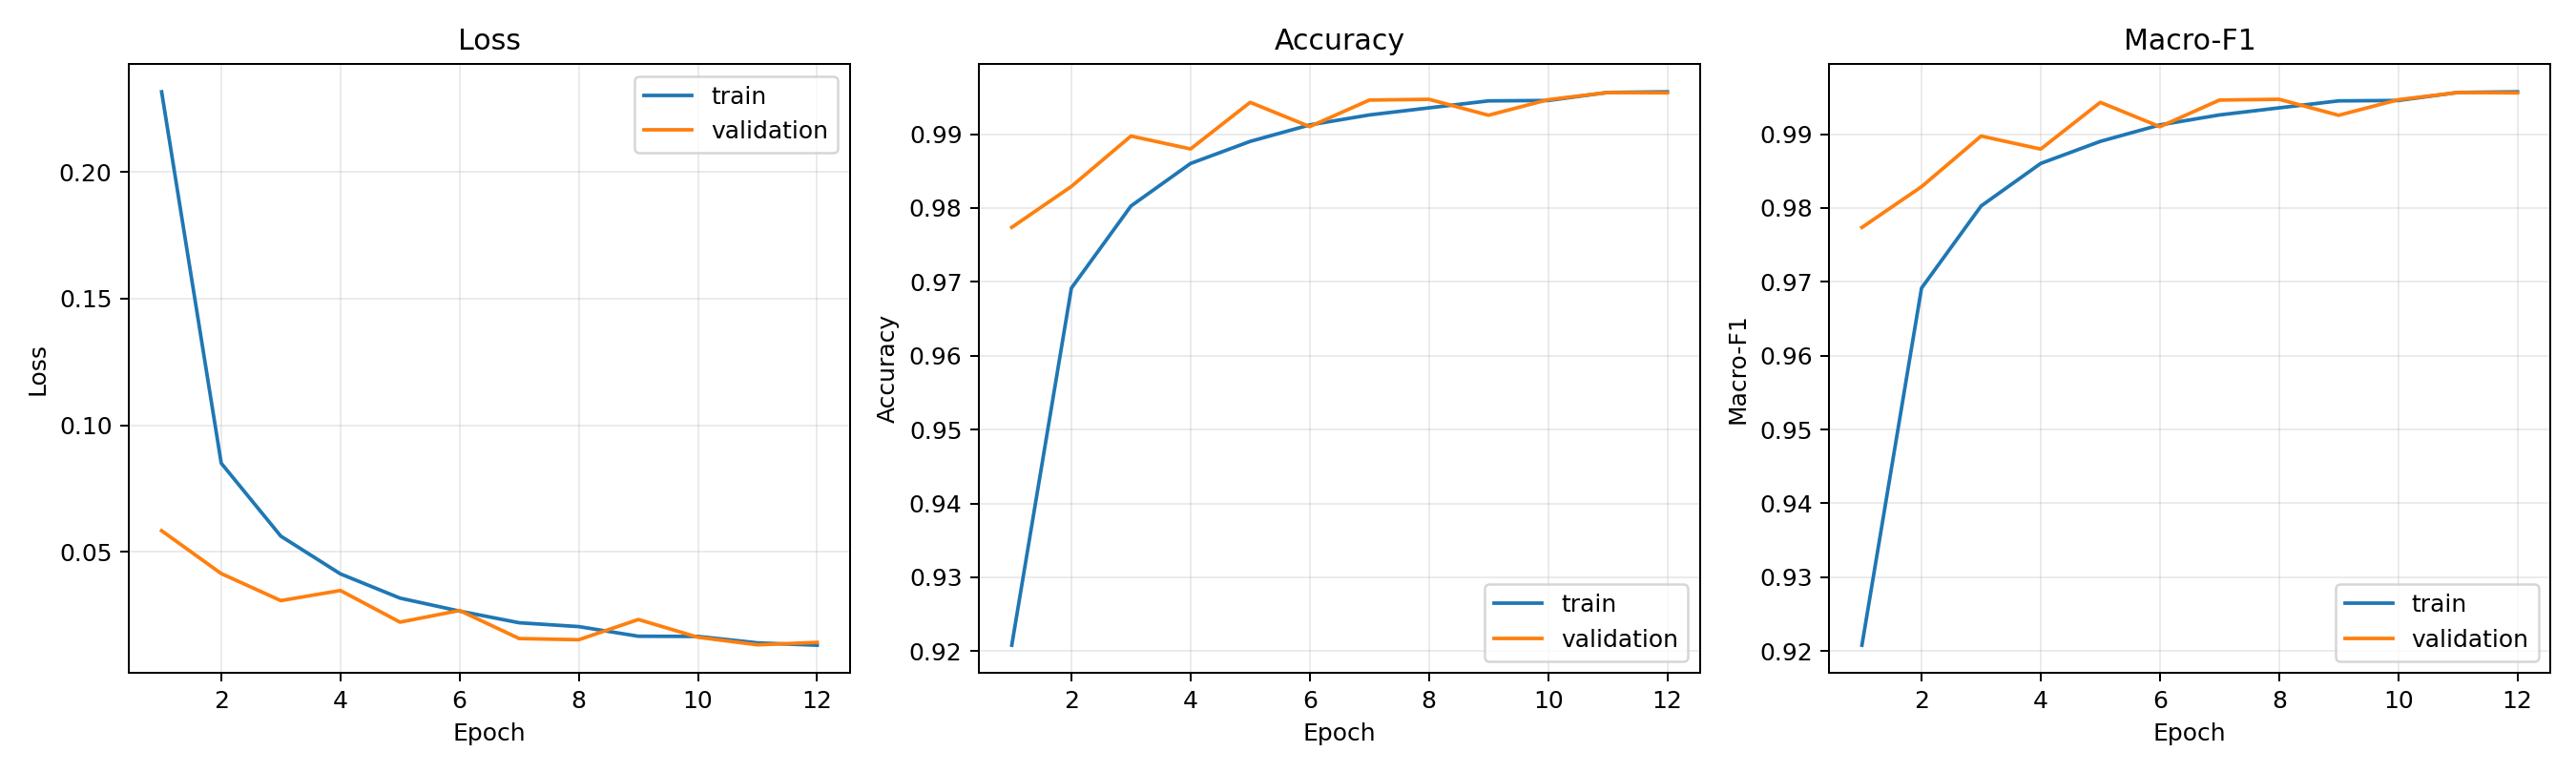 Loss
Loss
0.20
0.15
0.10
0.05
train
validation
2 4 6 8 10 12
Epoch
Accuracy
Accuracy
0.99
0.98
0.97
0.96
0.95
0.94
0.93
0.92
train
validation
2 4 6 8 10 12
Epoch
Macro-F1
Macro-F1
0.99
0.98
0.97
0.96
0.95
0.94
0.93
0.92
train
validation
2 4 6 8 10 12
Epoch